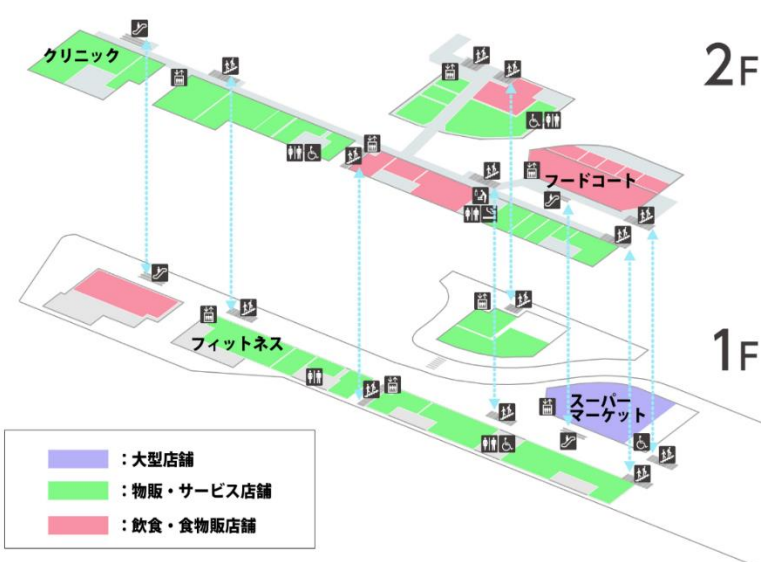 クリニック
2F
フードコート
フィットネス
1F
スーパー
マーケット
：大型店舗
：物販・サービス店舗
：飲食・食物販店舗